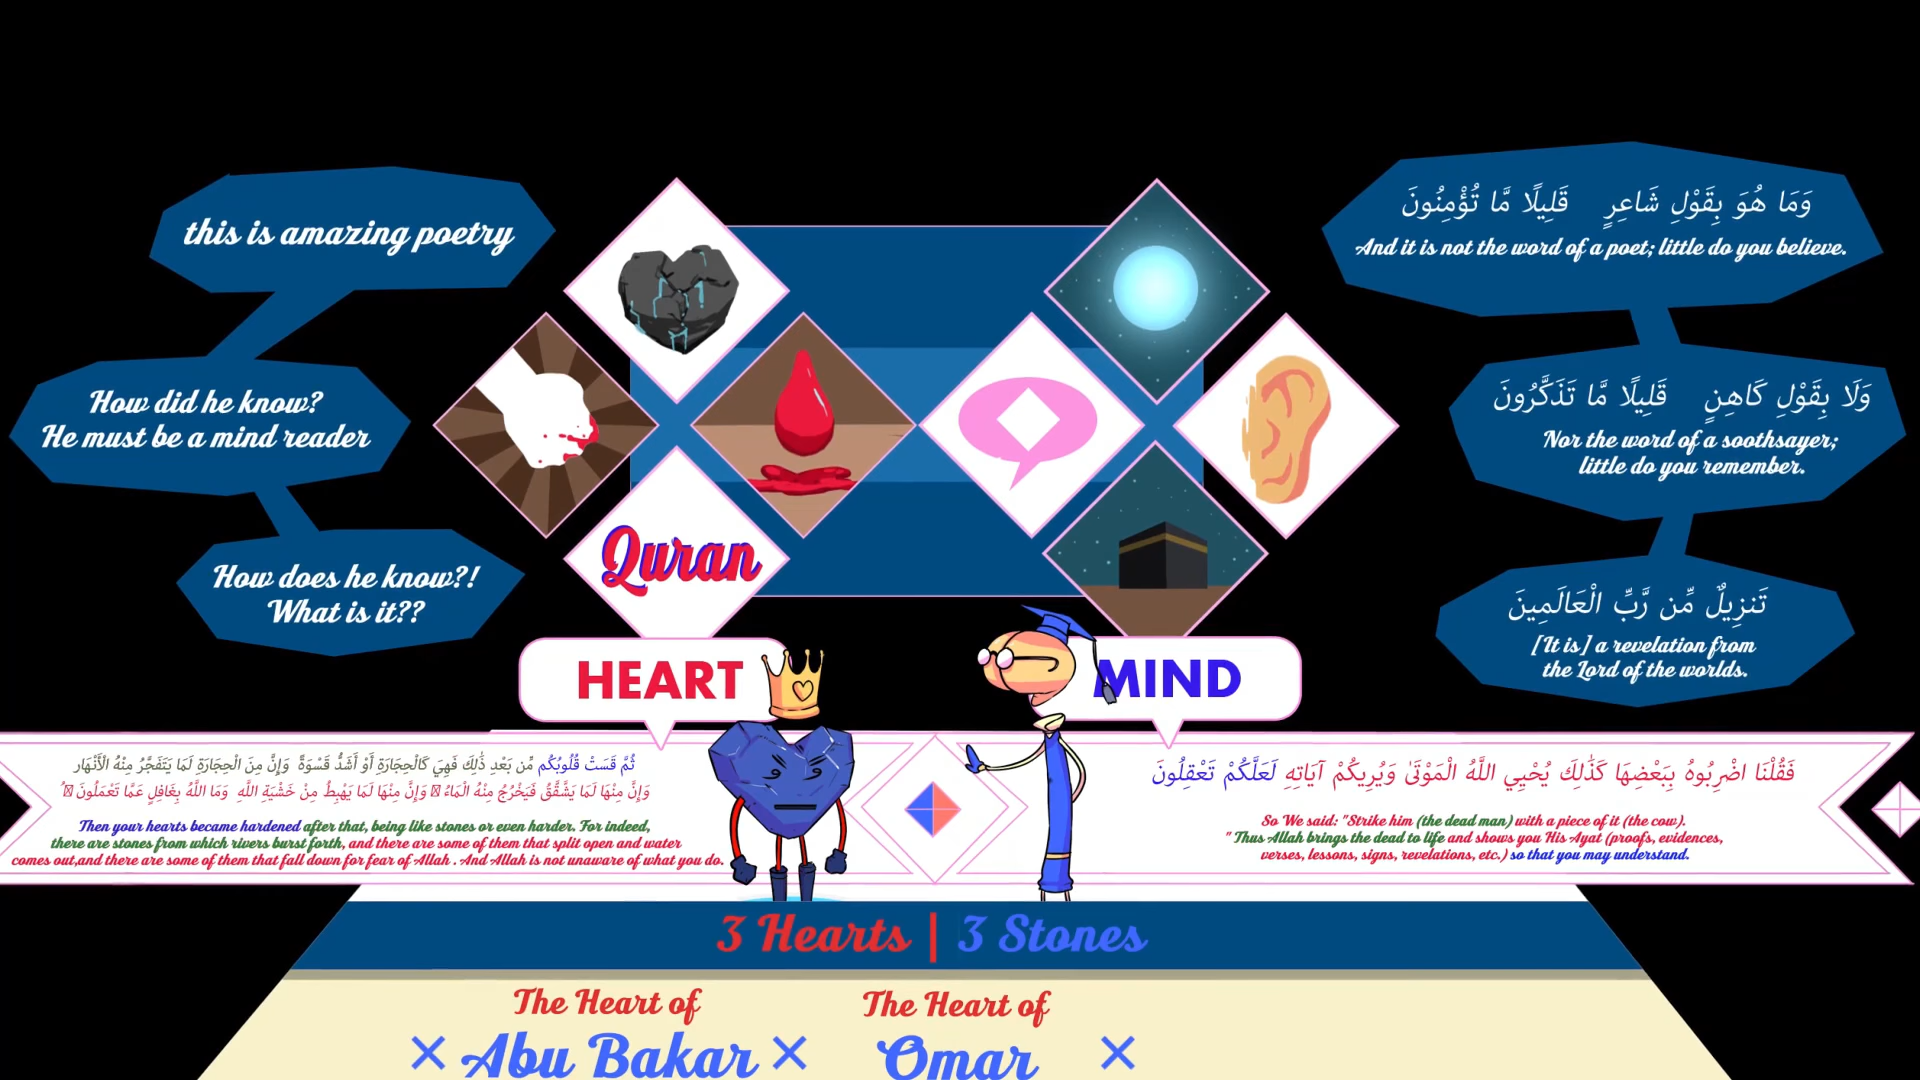 this is amazing poetry
How did he know?
He must be a mind reader
How does he know?!
What is it??
Quran
وَمَا هُوَ بِقَوْلِ شَاعِرٍ قَلِيلًا مَّا تُؤْمِنُونَ
And it is not the word of a poet; little do you believe.
وَلَا بِقَوْلِ كَاهِنٍ قَلِيلًا مَّا تَذَكَّرُونَ
Nor the word of a soothsayer;
little do you remember.
تَنزِيلٌ مِّن رَّبِّ الْعَالَمِينَ
[It is] a revelation from
the Lord of the worlds.
HEART
MIND
ثُمَّ قَسَتْ قُلُوبُكُم مِّن بَعْدِ ذَٰلِكَ فَهِيَ كَالْحِجَارَةِ أَوْ أَشَدُّ قَسْوَةً وَإِنَّ مِنَ الْحِجَارَةِ لَمَا يَتَفَجَّرُ مِنْهُ الْأَنْهَار
وَإِنَّ مِنْهَا لَمَا يَشَّقَّقُ فَيَخْرُجُ مِنْهُ الْمَاءُ وَإِنَّ مِنْهَا لَمَا يَهْبِطُ مِنْ خَشْيَةِ اللَّهِ وَمَا اللَّهُ بِغَافِلٍ عَمَّا تَعْمَلُونَ
Then your hearts became hardened after that, being like stones or even harder. For indeed,
there are stones from which rivers burst forth, and there are some of them that split open and water
comes out,and there are some of them that fall down for fear of Allah . And Allah is not unaware of what you do.
فَقُلْنَا اضْرِبُوهُ بِبَعْضِهَا كَذَٰلِكَ يُحْيِي اللَّهُ الْمَوْتَىٰ وَيُرِيكُمْ آيَاتِهِ لَعَلَّكُمْ تَعْقِلُونَ
So We said: "Strike him (the dead man) with a piece of it (the cow).
" Thus Allah brings the dead to life and shows you His Ayat (proofs, evidences,
verses, lessons, signs, revelations, etc.) so that you may understand.
3 Hearts | 3 Stones
The Heart of
Abu Bakar
The Heart of
Omar